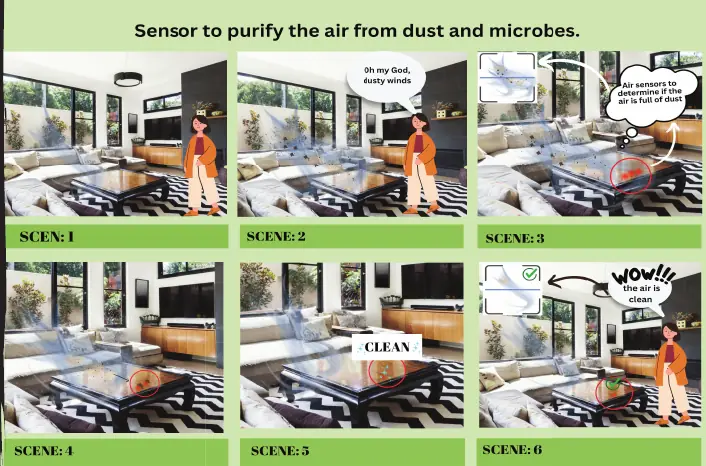 Sensor to purify the air from dust and microbes.
Oh my God,
dusty winds
Air sensors to
determine if the
air is full of dust
SCEN: 1
SCENE: 2
SCENE: 3
CLEAN
WOW!!!
the air is
clean
SCENE: 4
SCENE: 5
SCENE: 6